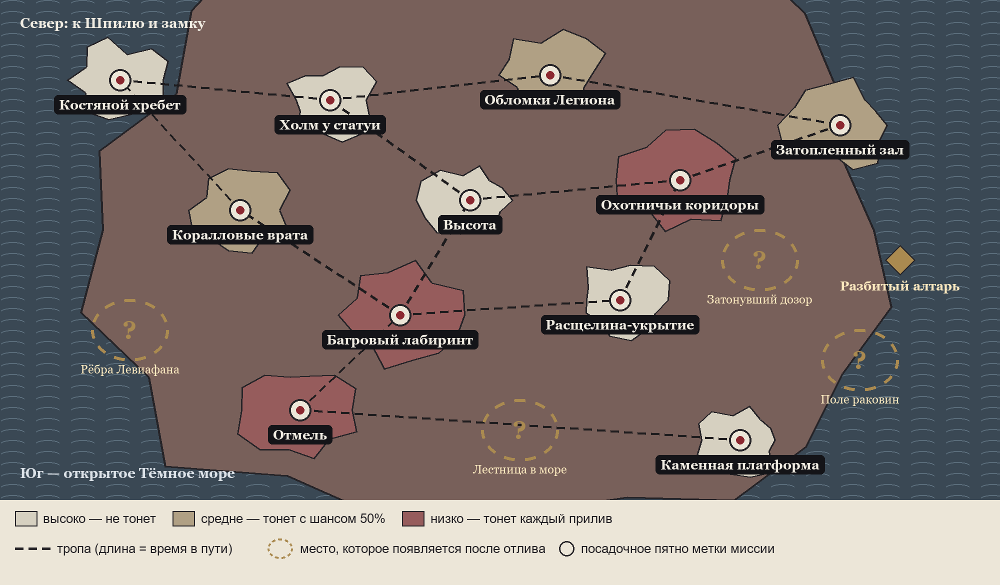 Север: к Шпилю и замку
Костяной хребет
Холм у статуи
Обломки Легиона
Затопленный зал
Коралловые врата
Высота
Охотничьи коридоры
?
Затонувший дозор
Разбитый алтарь
?
Рёбра Левиафана
Багровый лабиринт
Расщелина-укрытие
?
Поле раковин
Отмель
?
Лестница в море
Каменная платформа
Юг — открытое Тёмное море
высоко — не тонет
средне — тонет с шансом 50%
низко — тонет каждый прилив
тропа (длина = время в пути)
место, которое появляется после отлива
посадочное пятно метки миссии